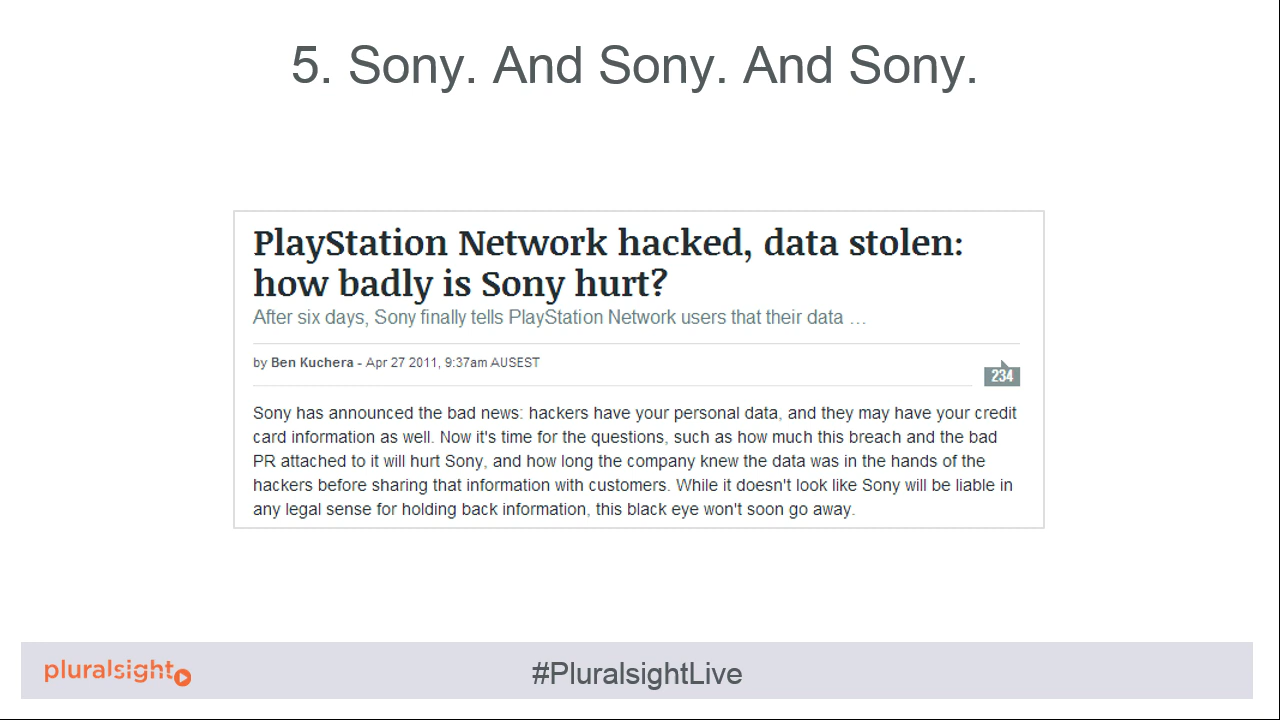 5. Sony. And Sony. And Sony.
PlayStation Network hacked, data stolen:
how badly is Sony hurt?
After six days, Sony finally tells PlayStation Network users that their data …
by Ben Kuchera - Apr 27 2011, 9:37am AUSEST
234
Sony has announced the bad news: hackers have your personal data, and they may have your credit
card information as well. Now it's time for the questions, such as how much this breach and the bad
PR attached to it will hurt Sony, and how long the company knew the data was in the hands of the
hackers before sharing that information with customers. While it doesn't look like Sony will be liable in
any legal sense for holding back information, this black eye won't soon go away.
pluralsight
#PluralsightLive